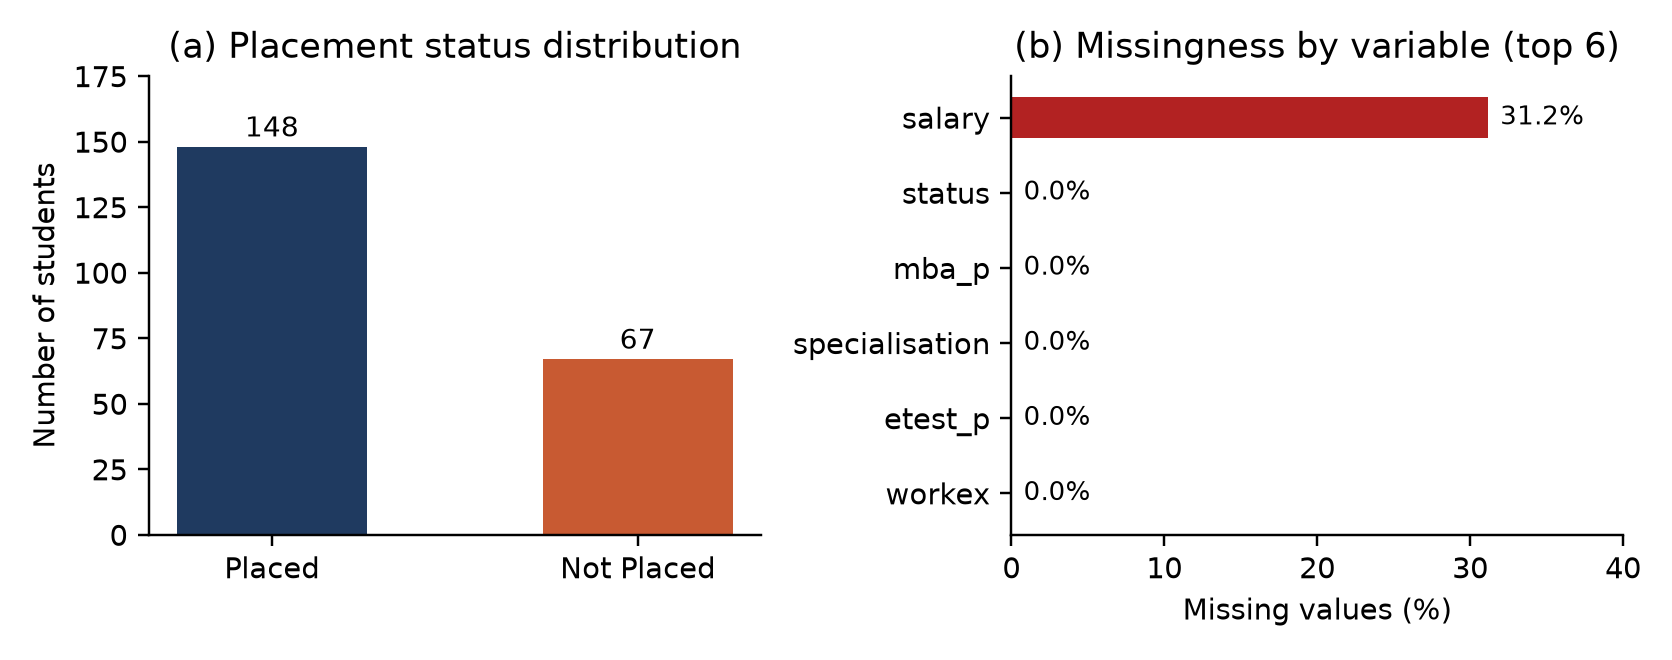 (a) Placement status distribution
175
150
125
100
75
50
25
0
Number of students
148
67
Placed
Not Placed
(b) Missingness by variable (top 6)
salary
31.2%
status
0.0%
mba_p
0.0%
specialisation
0.0%
etest_p
0.0%
workex
0.0%
0
10
20
30
40
Missing values (%)